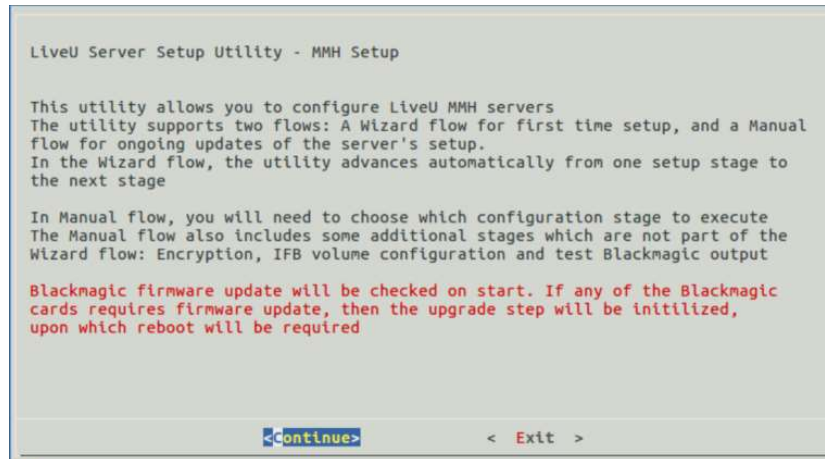 LiveU Server Setup Utility - MMH Setup
This utility allows you to configure LiveU MMH servers
The utility supports two flows: A Wizard flow for first time setup, and a Manual
flow for ongoing updates of the server's setup.
In the Wizard flow, the utility advances automatically from one setup stage to
the next stage
In Manual flow, you will need to choose which configuration stage to execute
The Manual flow also includes some additional stages which are not part of the
Wizard flow: Encryption, IFB volume configuration and test Blackmagic output
Blackmagic firmware update will be checked on start. If any of the Blackmagic
cards requires firmware update, then the upgrade step will be initilized,
upon which reboot will be required
<Continue> < Exit >